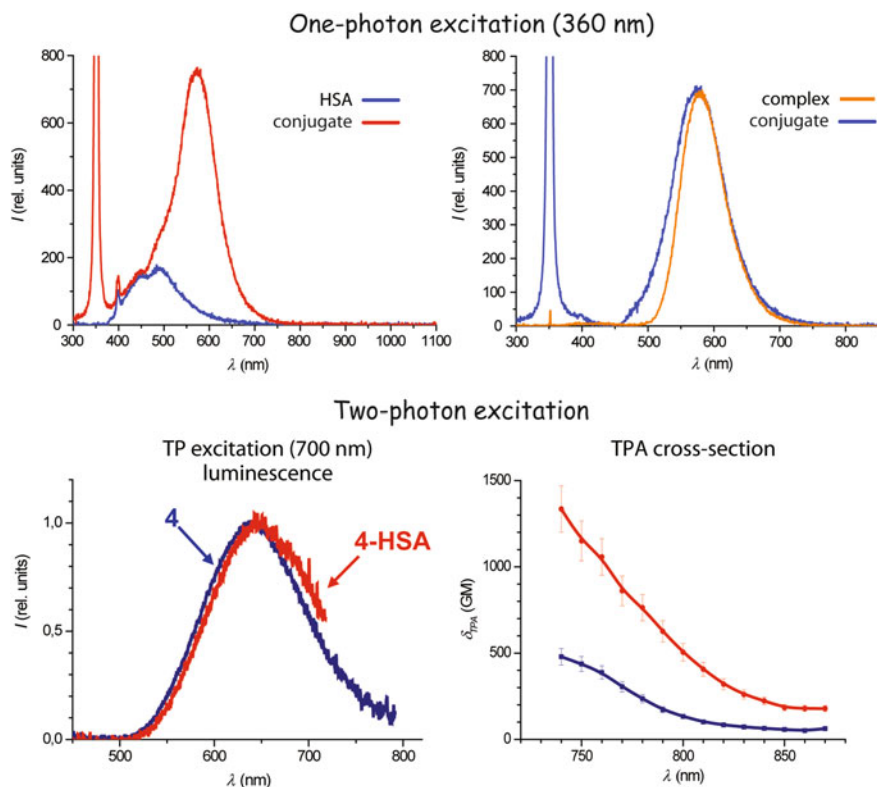 One-photon excitation (360 nm)
HSA
conjugate
I (rel. units)
800
600
400
200
0
300 400 500 600 700 800 900 1000 1100
λ (nm)
complex
conjugate
I (rel. units)
700
600
500
400
300
200
100
0
300 400 500 600 700 800
λ (nm)
Two-photon excitation
TP excitation (700 nm)
luminescence
4
4-HSA
I (rel. units)
1,0
0,5
0,0
500 600 700 800
λ (nm)
TPA cross-section
δTPA (GM)
1500
1000
500
0
750 800 850
λ (nm)